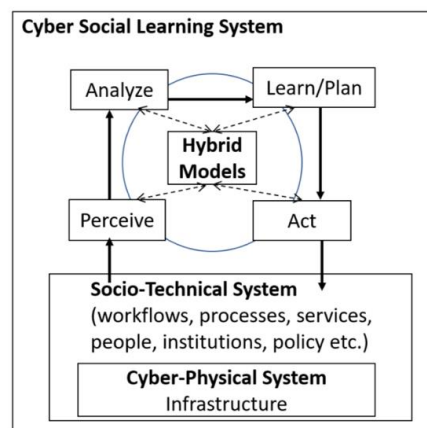 Cyber Social Learning System
Analyze
Learn/Plan
Hybrid
Models
Perceive
Act
Socio-Technical System
(workflows, processes, services,
people, institutions, policy etc.)
Cyber-Physical System
Infrastructure